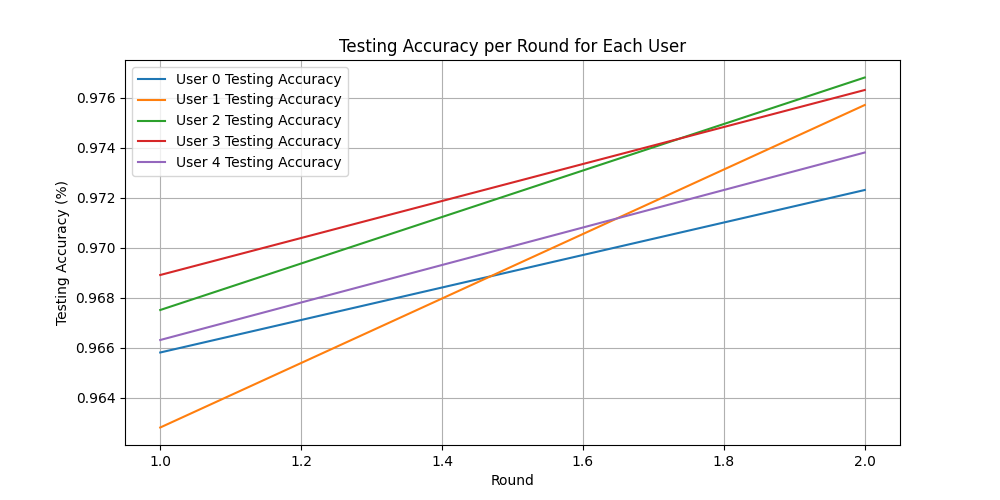 Testing Accuracy per Round for Each User
User 0 Testing Accuracy
User 1 Testing Accuracy
User 2 Testing Accuracy
User 3 Testing Accuracy
User 4 Testing Accuracy
Testing Accuracy (%)
0.976
0.974
0.972
0.970
0.968
0.966
0.964
1.0 1.2 1.4 1.6 1.8 2.0
Round